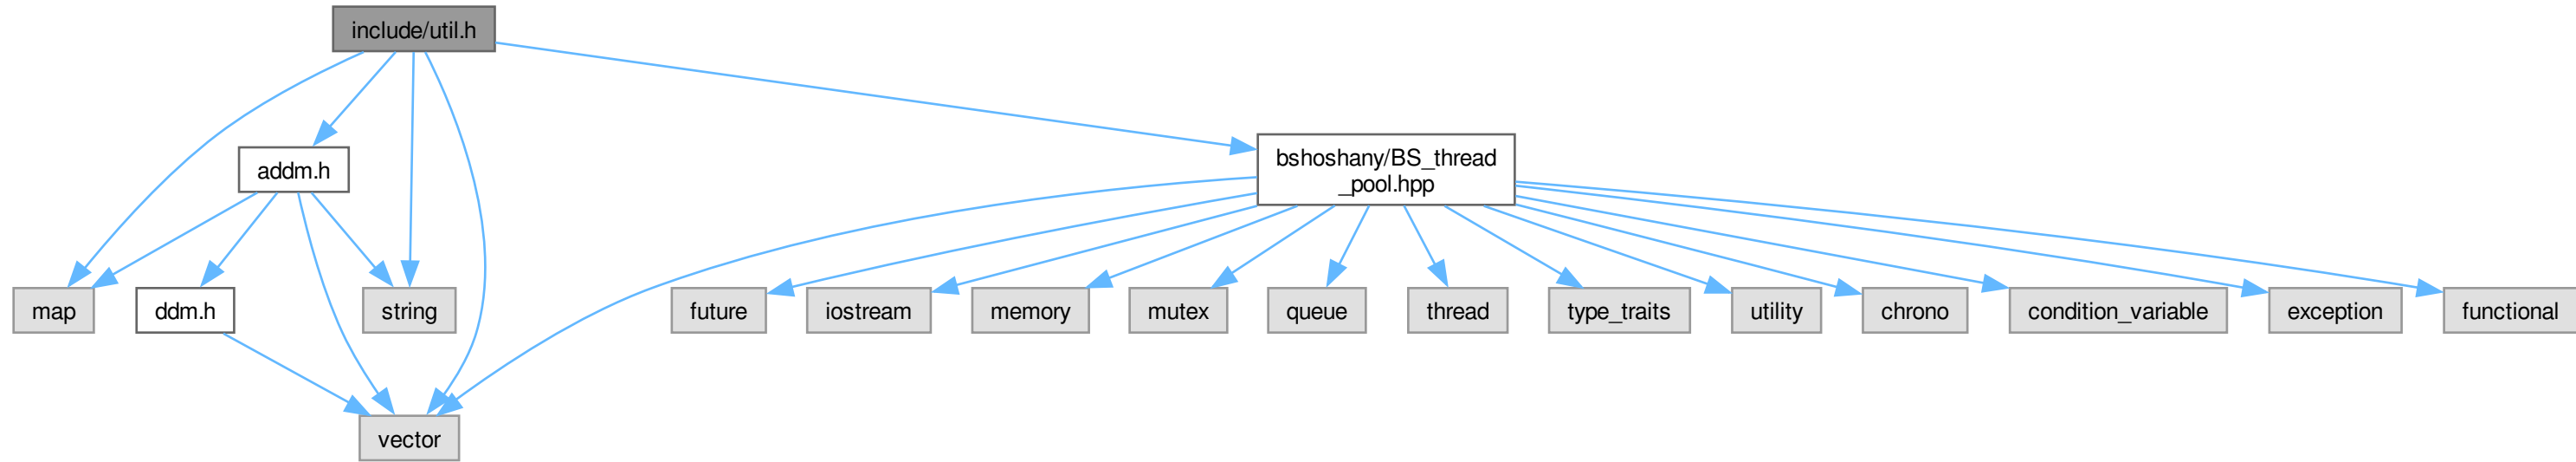 include/util.h
bshoshany/BS_thread
_pool.hpp
addm.h
map
ddm.h
string
future
iostream
memory
mutex
queue
thread
type_traits
utility
chrono
condition_variable
exception
functional
vector